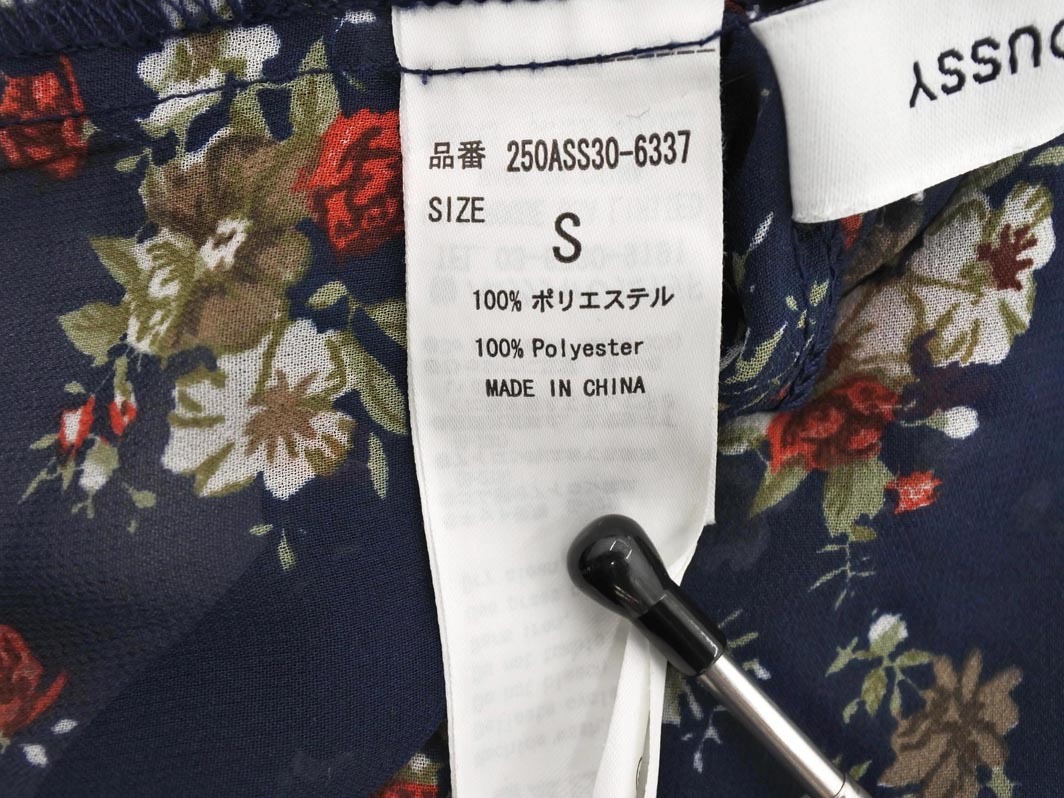 品番 250ASS30-6337
SIZE
S
100% ポリエステル
100% Polyester
MADE IN CHINA
OUSSY